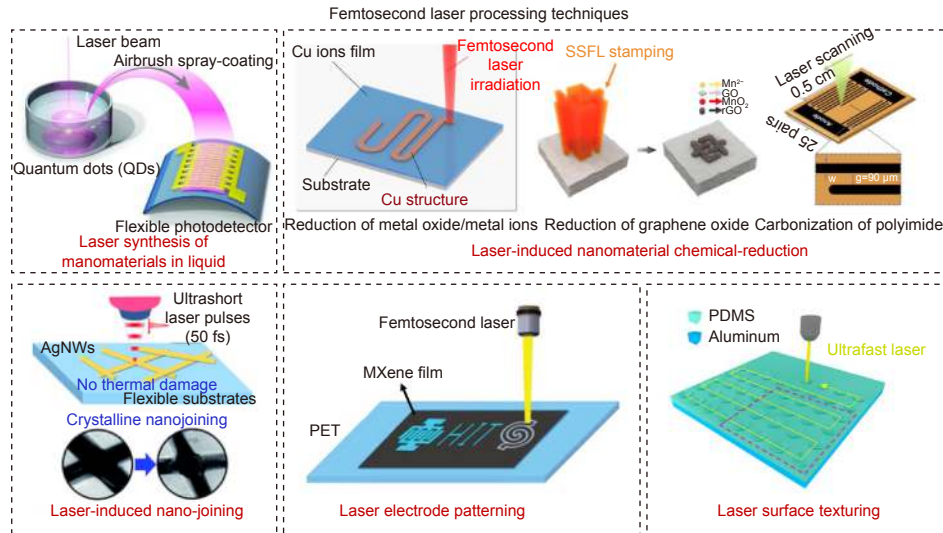 Femtosecond laser processing techniques
Laser beam
Airbrush spray-coating
Quantum dots (QDs)
Flexible photodetector
Laser synthesis of
manomaterials in liquid
Cu ions film
Femtosecond
laser
irradiation
Substrate
Cu structure
Reduction of metal oxide/metal ions
SSFL stamping
Mn²⁻
GO
MnO₂
rGO
Reduction of graphene oxide
Laser scanning
0.5 cm
Cathode
Anode
25 pairs
w
g=90 μm
Carbonization of polyimide
Laser-induced nanomaterial chemical-reduction
Ultrashort
laser pulses
(50 fs)
AgNWs
No thermal damage
Flexible substrates
Crystalline nanojoining
Laser-induced nano-joining
Femtosecond laser
MXene film
HIT
PET
Laser electrode patterning
PDMS
Aluminum
Ultrafast laser
Laser surface texturing